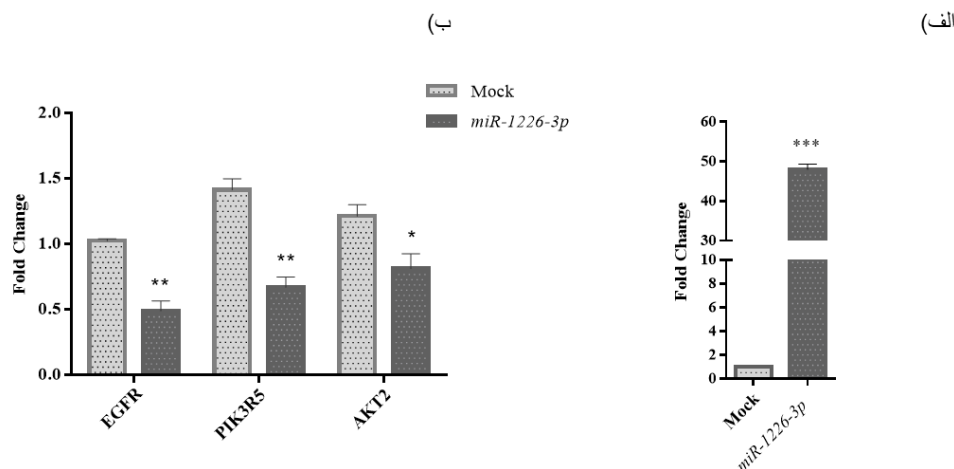 الف)
ب)
Mock
miR-1226-3p
2.0
1.5
1.0
0.5
0.0
Fold Change
**
**
*
EGFR
PIK3R5
AKT2
60
50
40
30
10
8
6
4
2
0
Fold Change
***
Mock
miR-1226-3p